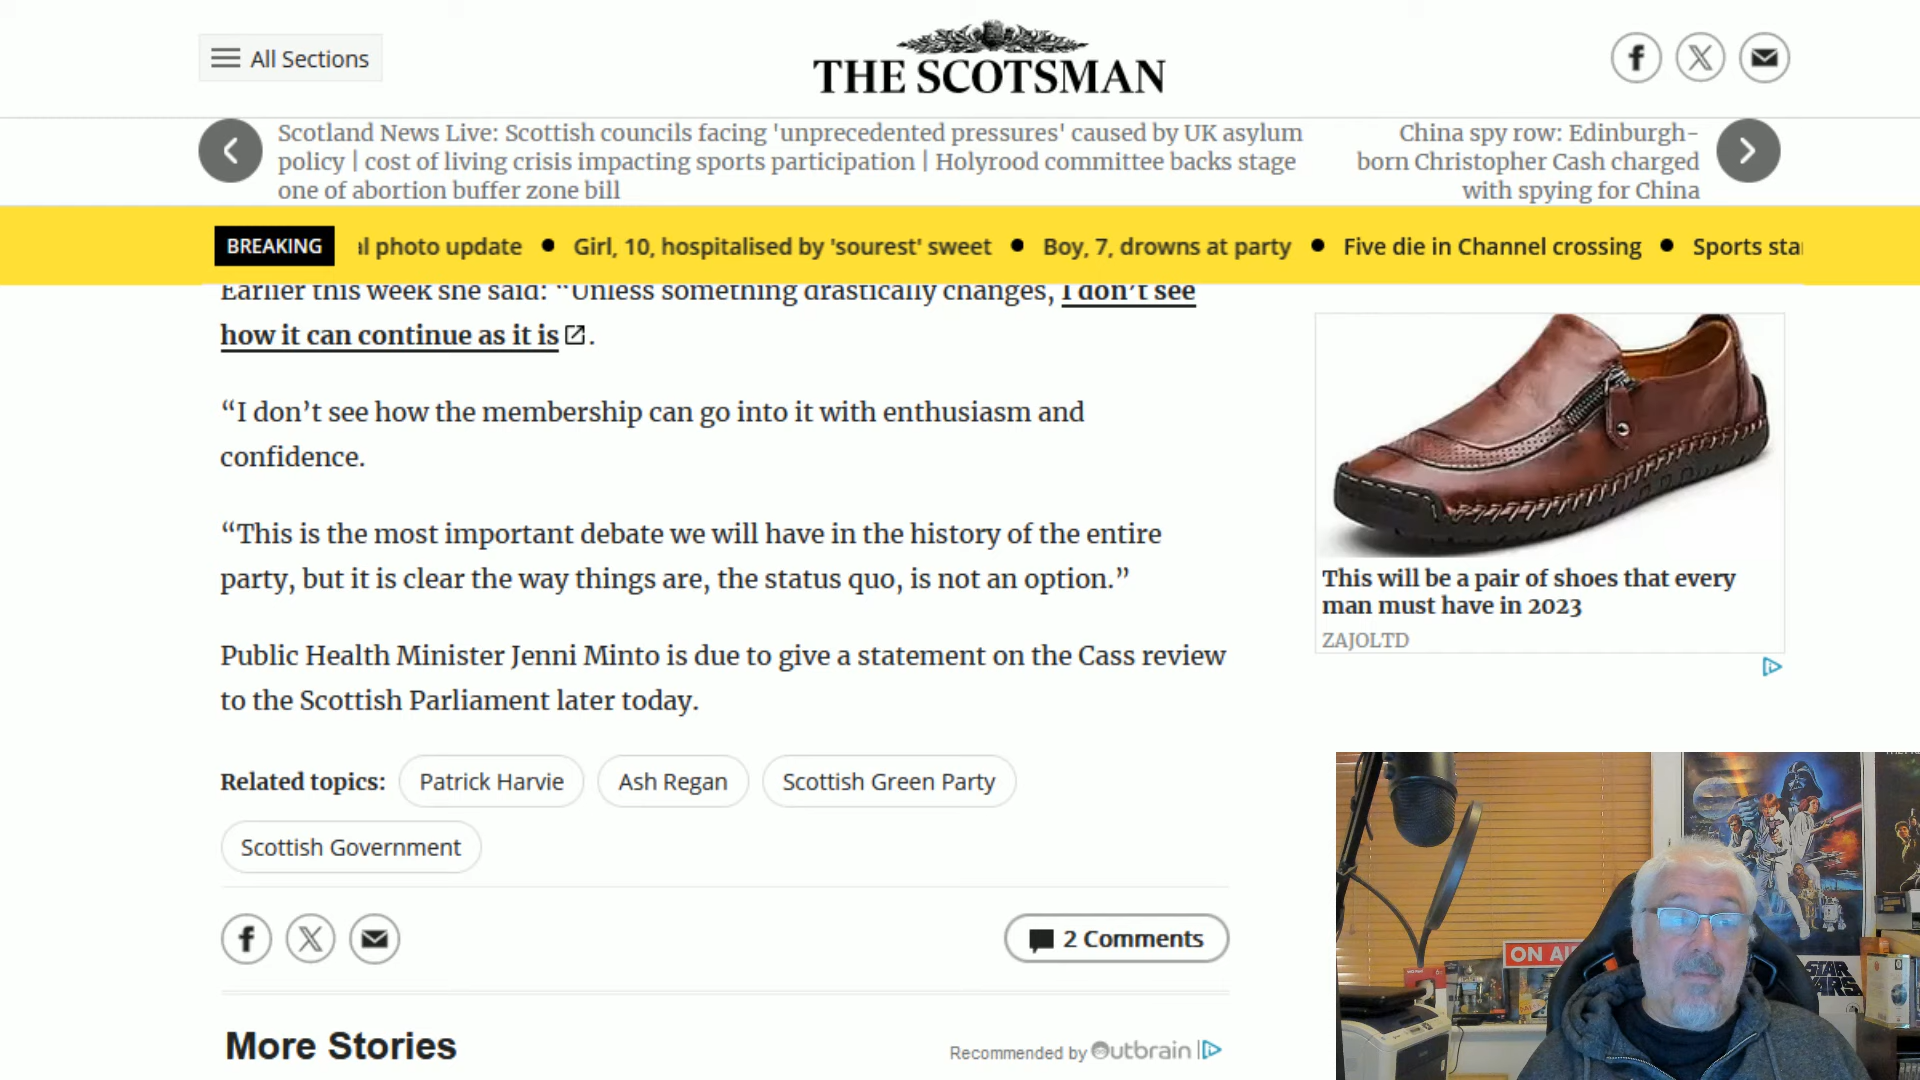 All Sections
THE SCOTSMAN
Scotland News Live: Scottish councils facing 'unprecedented pressures' caused by UK asylum
policy | cost of living crisis impacting sports participation | Holyrood committee backs stage
one of abortion buffer zone bill
China spy row: Edinburgh-
born Christopher Cash charged
with spying for China
BREAKING
al photo update ● Girl, 10, hospitalised by 'sourest' sweet ● Boy, 7, drowns at party ● Five die in Channel crossing ● Sports sta
Earlier this week she said: “Unless something drastically changes, I don’t see
how it can continue as it is.
“I don’t see how the membership can go into it with enthusiasm and
confidence.
“This is the most important debate we will have in the history of the entire
party, but it is clear the way things are, the status quo, is not an option.”
Public Health Minister Jenni Minto is due to give a statement on the Cass review
to the Scottish Parliament later today.
This will be a pair of shoes that every
man must have in 2023
ZAJOLTD
Related topics: Patrick Harvie Ash Regan Scottish Green Party
Scottish Government
2 Comments
More Stories
Recommended by Outbrain
ON AI
STAR
WARS